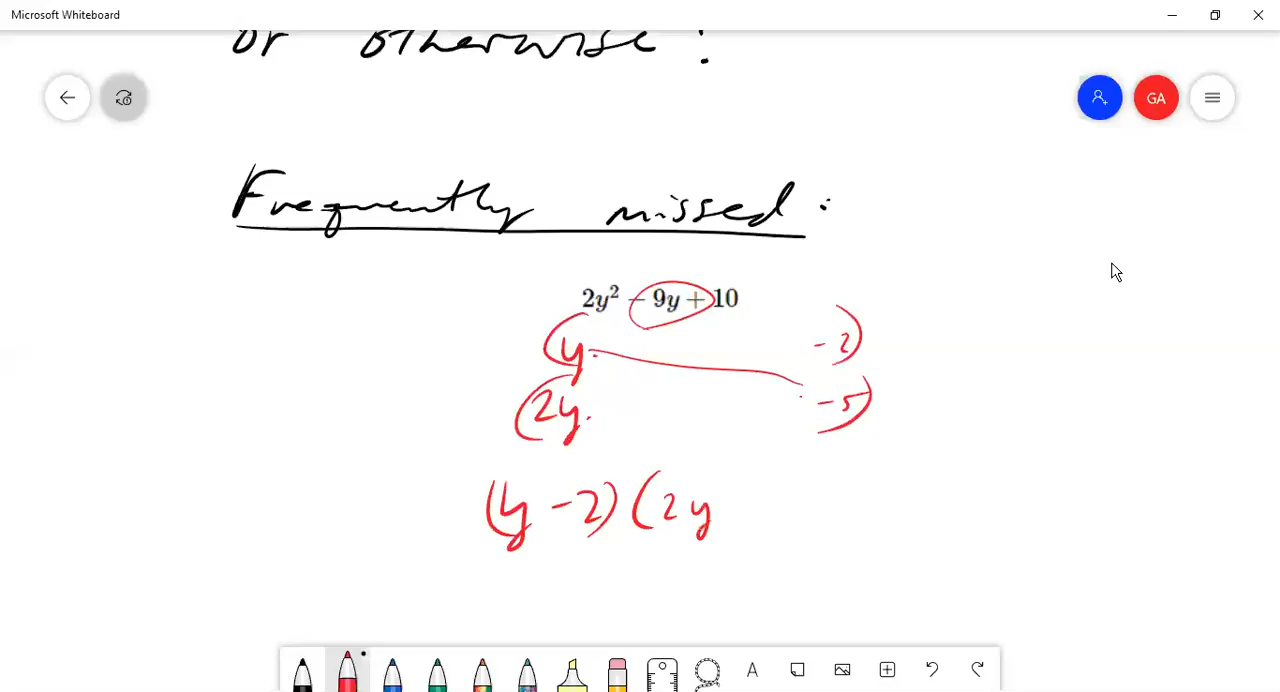 Microsoft Whiteboard
or otherwise!
GA
Frequently missed:
2y² − 9y + 10
(y - 2)
(2y - 5)
(y - 2)(2y
A